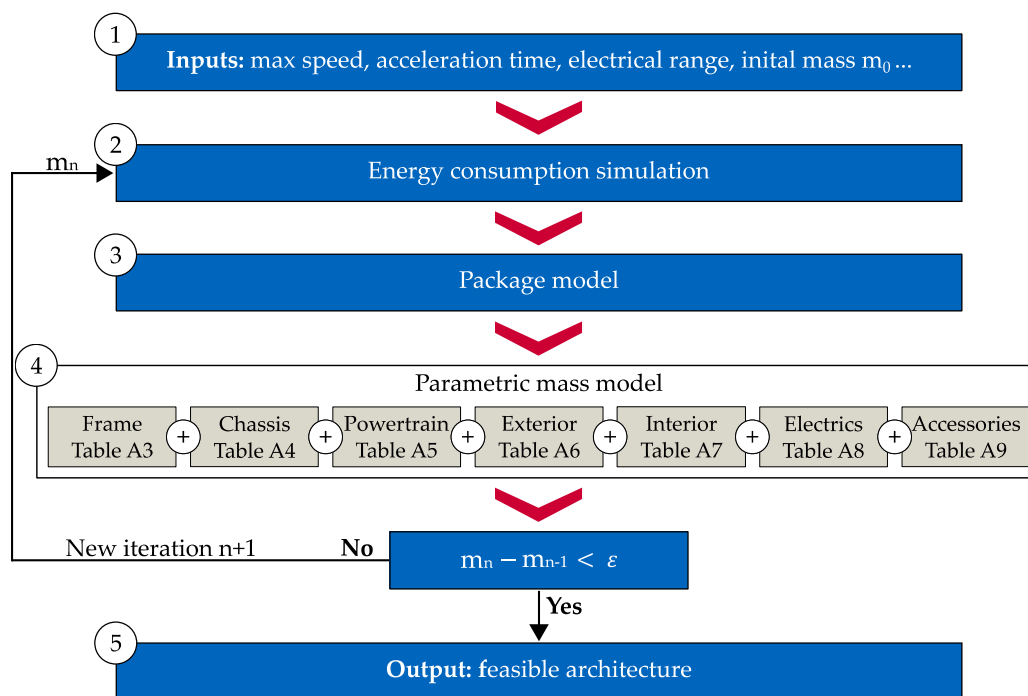 1
Inputs: max speed, acceleration time, electrical range, inital mass m₀ ...
2
mₙ
Energy consumption simulation
3
Package model
4
Parametric mass model
Frame
Table A3
+
Chassis
Table A4
+
Powertrain
Table A5
+
Exterior
Table A6
+
Interior
Table A7
+
Electrics
Table A8
+
Accessories
Table A9
New iteration n+1
No
mₙ − mₙ₋₁ < ε
Yes
5
Output: feasible architecture